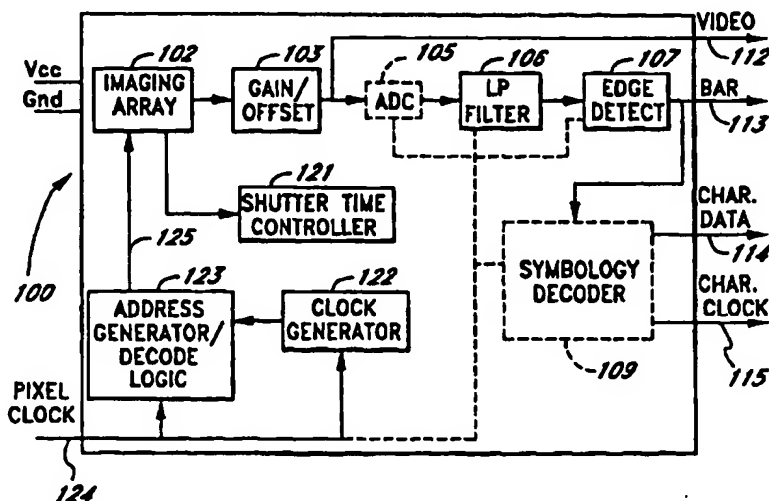 VIDEO
102
103
105
106
107
112
Vcc
IMAGING
ARRAY
GAIN/
OFFSET
ADC
LP
FILTER
EDGE
DETECT
BAR
Gnd
113
121
SHUTTER TIME
CONTROLLER
CHAR.
DATA
114
125
100
123
122
SYMBOLOGY
DECODER
ADDRESS
GENERATOR/
DECODE
LOGIC
CLOCK
GENERATOR
CHAR.
CLOCK
109
115
PIXEL
CLOCK
124